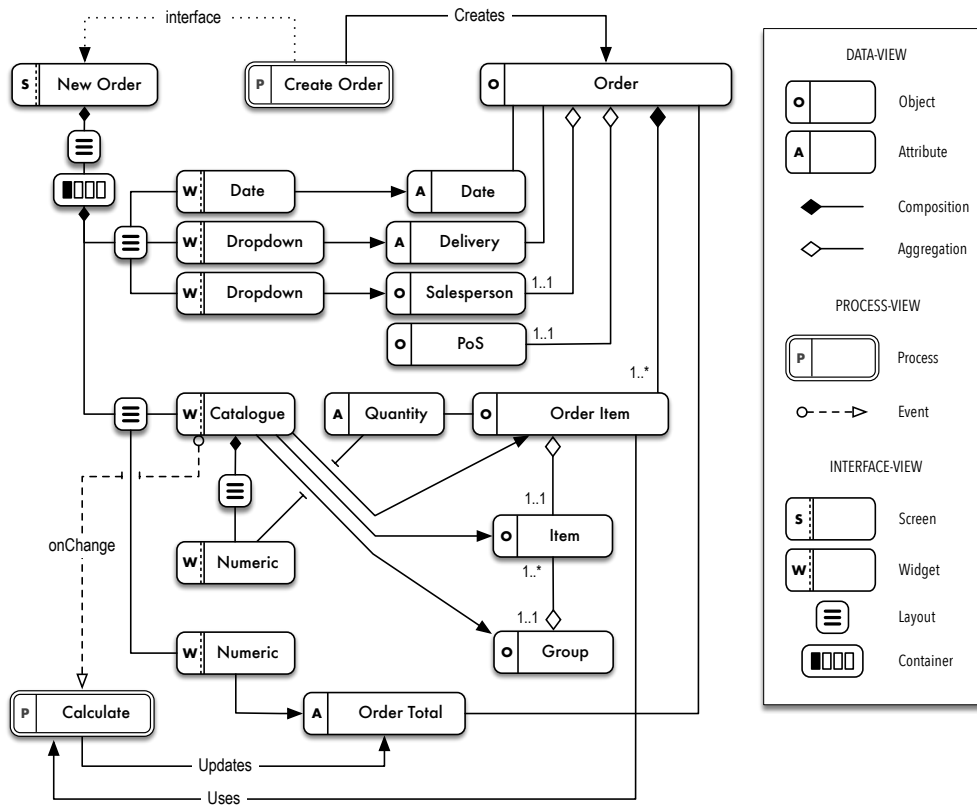 interface
Creates
S New Order
P Create Order
O Order
W Date
A Date
W Dropdown
A Delivery
W Dropdown
O Salesperson
1..1
O PoS
1..1
1..*
W Catalogue
A Quantity
O Order Item
1..1
onChange
W Numeric
O Item
1..*
1..1
O Group
W Numeric
P Calculate
A Order Total
Updates
Uses
DATA-VIEW
O Object
A Attribute
Composition
Aggregation
PROCESS-VIEW
P Process
Event
INTERFACE-VIEW
S Screen
W Widget
Layout
Container